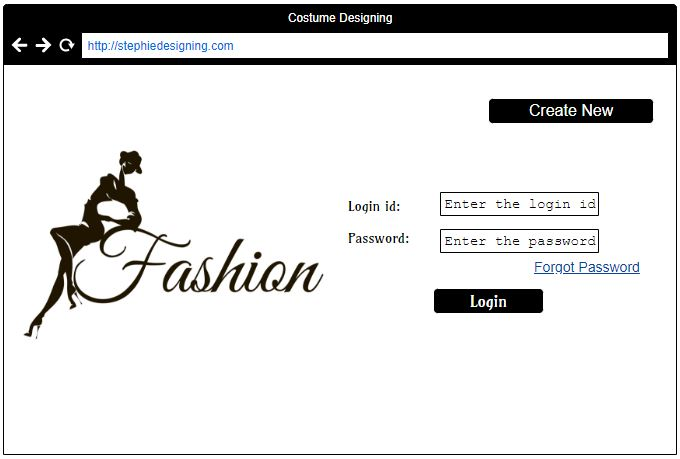 Costume Designing
http://stephiedesigning.com
Create New
Fashion
Login id:
Enter the login id
Password:
Enter the password
Forgot Password
Login